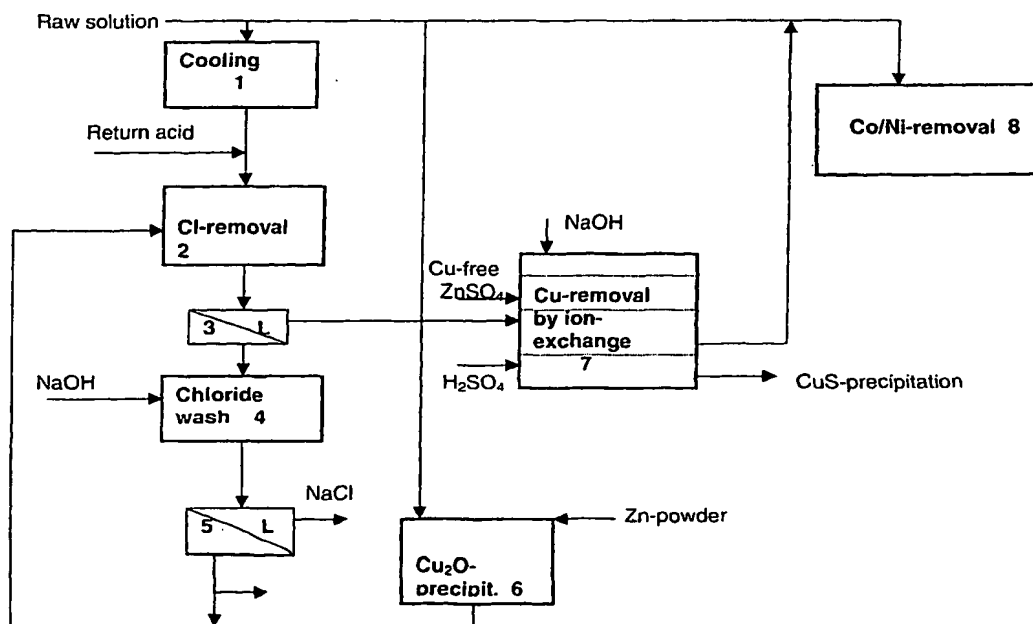 Raw solution
Cooling
1
Return acid
Co/Ni-removal 8
Cl-removal
2
NaOH
Cu-free
ZnSO₄
Cu-removal
by ion-
exchange
7
3 L
H₂SO₄
CuS-precipitation
NaOH
Chloride
wash 4
NaCl
5 L
Zn-powder
Cu₂O-
precipit. 6